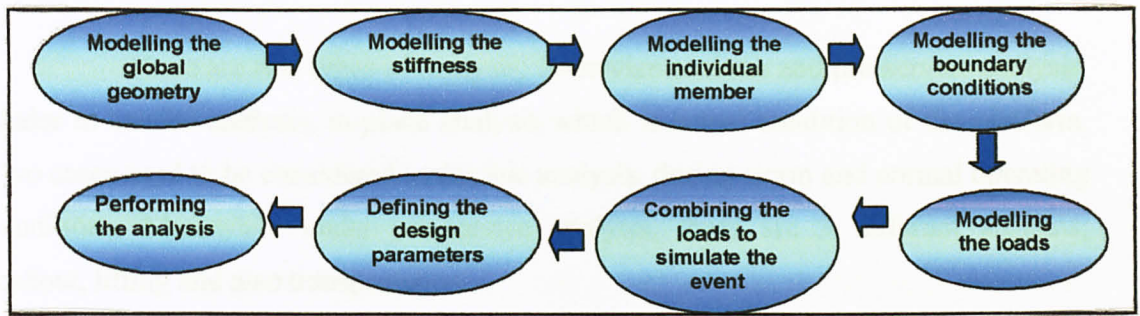 Modelling the
global
geometry
Modelling the
stiffness
Modelling the
individual
member
Modelling the
boundary
conditions
Modelling
the loads
Combining the
loads to
simulate the
event
Defining the
design
parameters
Performing
the analysis